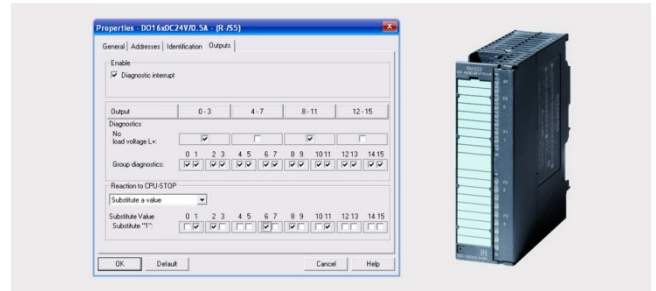 Properties - DO16xDC24V/0.5A - (R-/S5)
General Addresses Identification Outputs
Enable
Diagnostic interrupt
Output 0 - 3 4 - 7 8 - 11 12 - 15
Diagnostics
No
load voltage L+:
0 1 2 3 4 5 6 7 8 9 10 11 12 13 14 15
Group diagnostics:
Reaction to CPU-STOP
Substitute a value
Substitute Value 0 1 2 3 4 5 6 7 8 9 10 11 12 13 14 15
Substitute "1":
OK Default Cancel Help